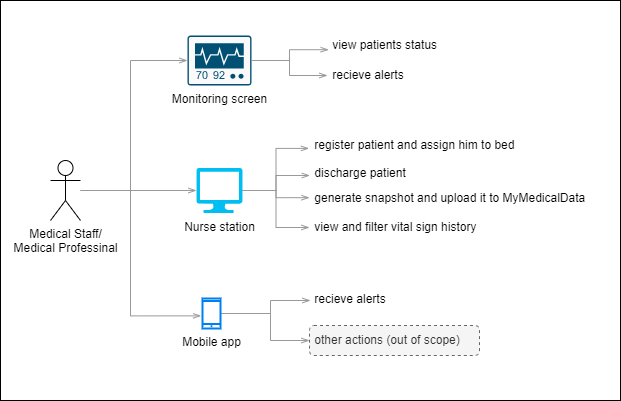 view patients status
recieve alerts
70 92
Monitoring screen
register patient and assign him to bed
discharge patient
generate snapshot and upload it to MyMedicalData
view and filter vital sign history
Nurse station
Medical Staff/
Medical Professinal
recieve alerts
other actions (out of scope)
Mobile app